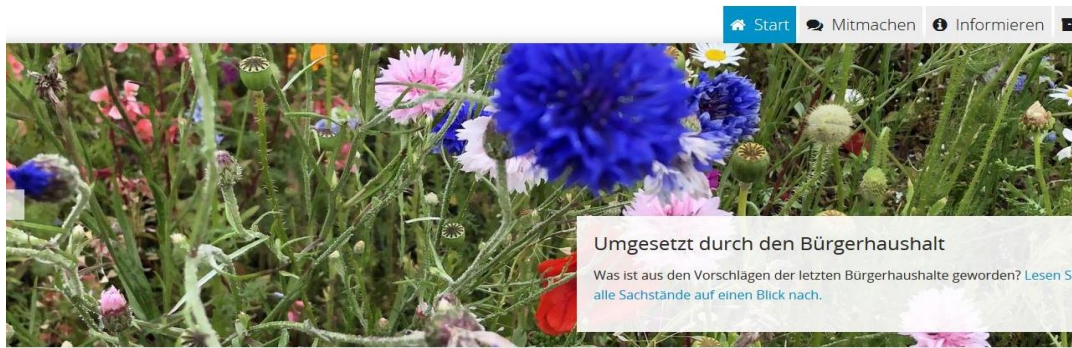 Start Mitmachen Informieren
Umgesetzt durch den Bürgerhaushalt
Was ist aus den Vorschlägen der letzten Bürgerhaushalte geworden? Lesen S
alle Sachstände auf einen Blick nach.